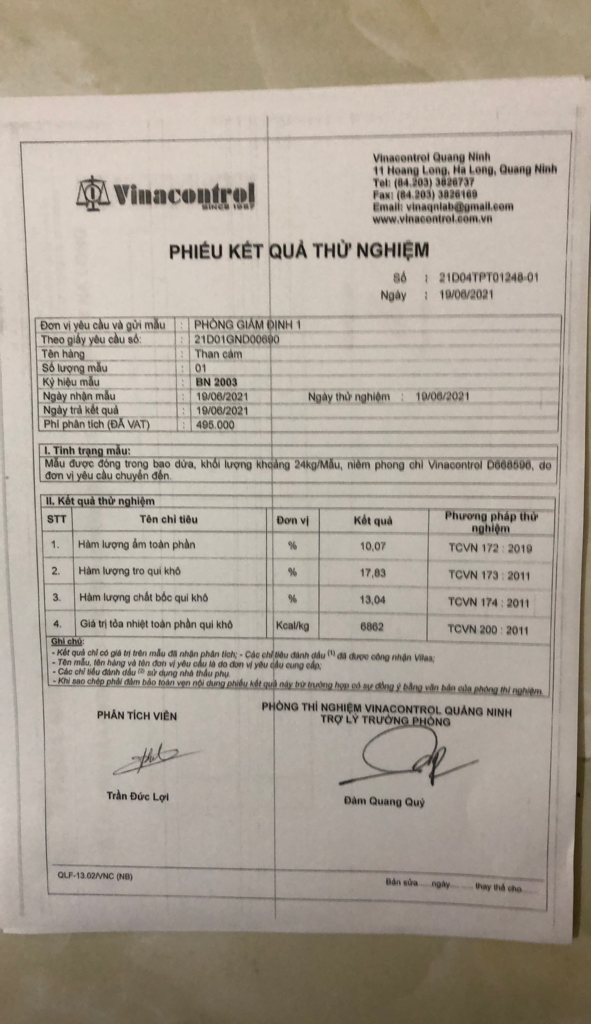 Vinacontrol
SINCE 1957
Vinacontrol Quang Ninh
11 Hoang Long, Ha Long, Quang Ninh
Tel: (84.203) 3826737
Fax: (84.203) 3826169
Email: vinaqnlab@gmail.com
www.vinacontrol.com.vn
PHIẾU KẾT QUẢ THỬ NGHIỆM
Số : 21D04TPT01248-01
Ngày : 19/06/2021
Đơn vị yêu cầu và gửi mẫu : PHÒNG GIÁM ĐỊNH 1
Theo giấy yêu cầu số: : 21D01GND00690
Tên hàng : Than cám
Số lượng mẫu : 01
Ký hiệu mẫu : BN 2003
Ngày nhận mẫu : 19/06/2021 Ngày thử nghiệm : 19/06/2021
Ngày trả kết quả : 19/06/2021
Phí phân tích (ĐÃ VAT) : 495.000
I. Tình trạng mẫu:
Mẫu được đóng trong bao dứa, khối lượng khoảng 24kg/Mẫu, niêm phong chì Vinacontrol D668596, do
đơn vị yêu cầu chuyển đến.
II. Kết quả thử nghiệm
STT Tên chỉ tiêu Đơn vị Kết quả Phương pháp thử nghiệm
1. Hàm lượng ẩm toàn phần % 10,07 TCVN 172 : 2019
2. Hàm lượng tro qui khô % 17,83 TCVN 173 : 2011
3. Hàm lượng chất bốc qui khô % 13,04 TCVN 174 : 2011
4. Giá trị tỏa nhiệt toàn phần qui khô Kcal/kg 6862 TCVN 200 : 2011
Ghi chú:
- Kết quả chỉ có giá trị trên mẫu đã nhận phân tích; - Các chỉ tiêu đánh dấu (1) đã được công nhận Vilas;
- Tên mẫu, tên hàng và tên đơn vị yêu cầu là do đơn vị yêu cầu cung cấp;
- Các chỉ tiêu đánh dấu (2) sử dụng nhà thầu phụ.
- Khi sao chép phải đảm bảo toàn vẹn nội dung phiếu kết quả này trừ trường hợp có sự đồng ý bằng văn bản của phòng thí nghiệm.
PHÂN TÍCH VIÊN
PHÒNG THÍ NGHIỆM VINACONTROL QUẢNG NINH
TRỢ LÝ TRƯỞNG PHÒNG
Trần Đức Lợi
Đàm Quang Quý
QLF-13.02/VNC (NB)
Bản sửa.... ngày......... thay thế cho......